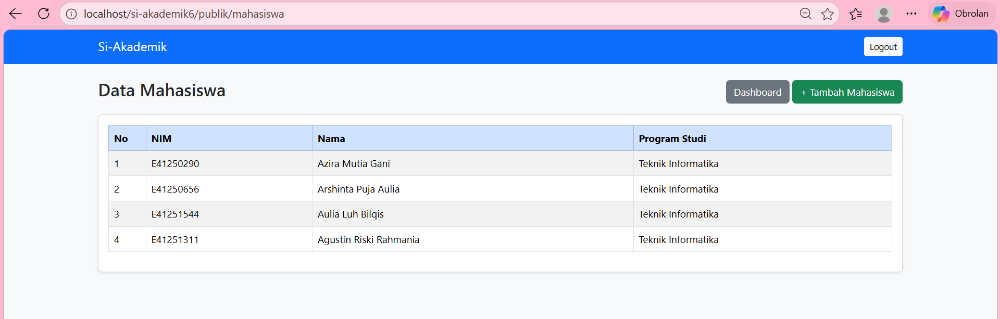 localhost/si-akademik6/publik/mahasiswa
Obrolan
Si-Akademik
Logout
Data Mahasiswa
Dashboard
+ Tambah Mahasiswa
No NIM Nama Program Studi
1 E41250290 Azira Mutia Gani Teknik Informatika
2 E41250656 Arshinta Puja Aulia Teknik Informatika
3 E41251544 Aulia Luh Bilqis Teknik Informatika
4 E41251311 Agustin Riski Rahmania Teknik Informatika